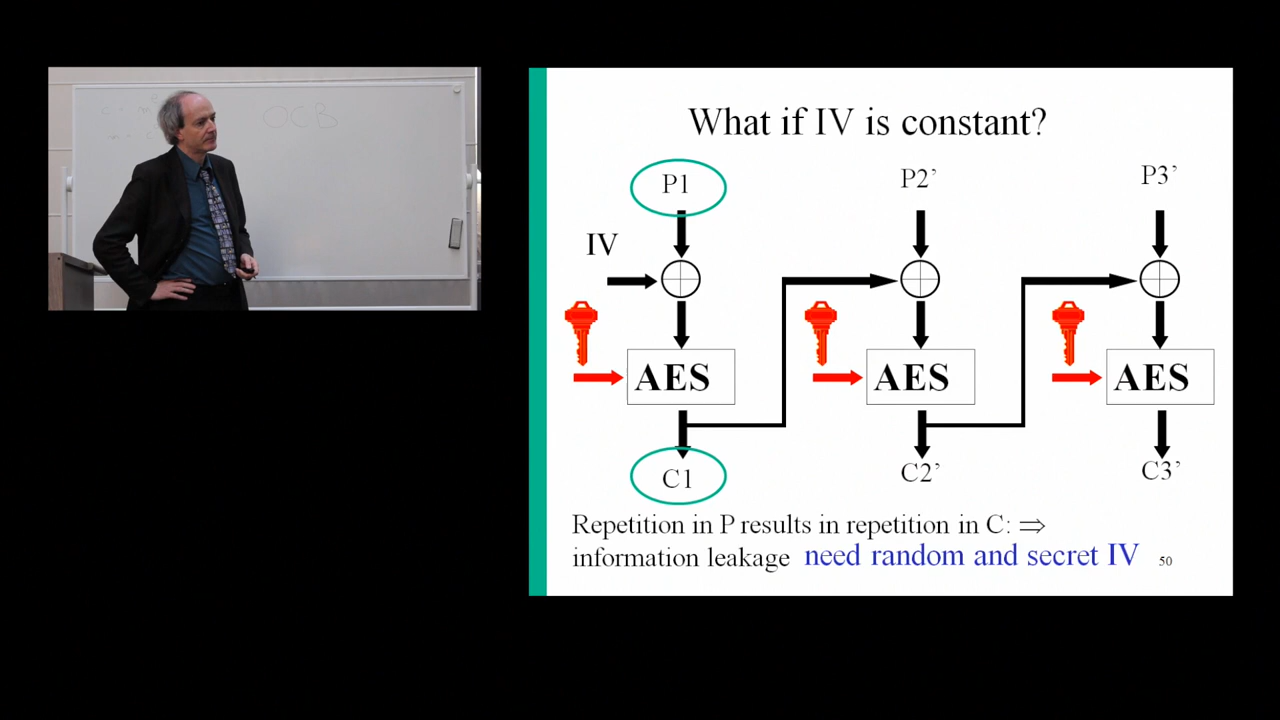 OCB
What if IV is constant?
P1 P2’ P3’
IV
AES AES AES
C1 C2’ C3’
Repetition in P results in repetition in C: ⇒
information leakage need random and secret IV
50